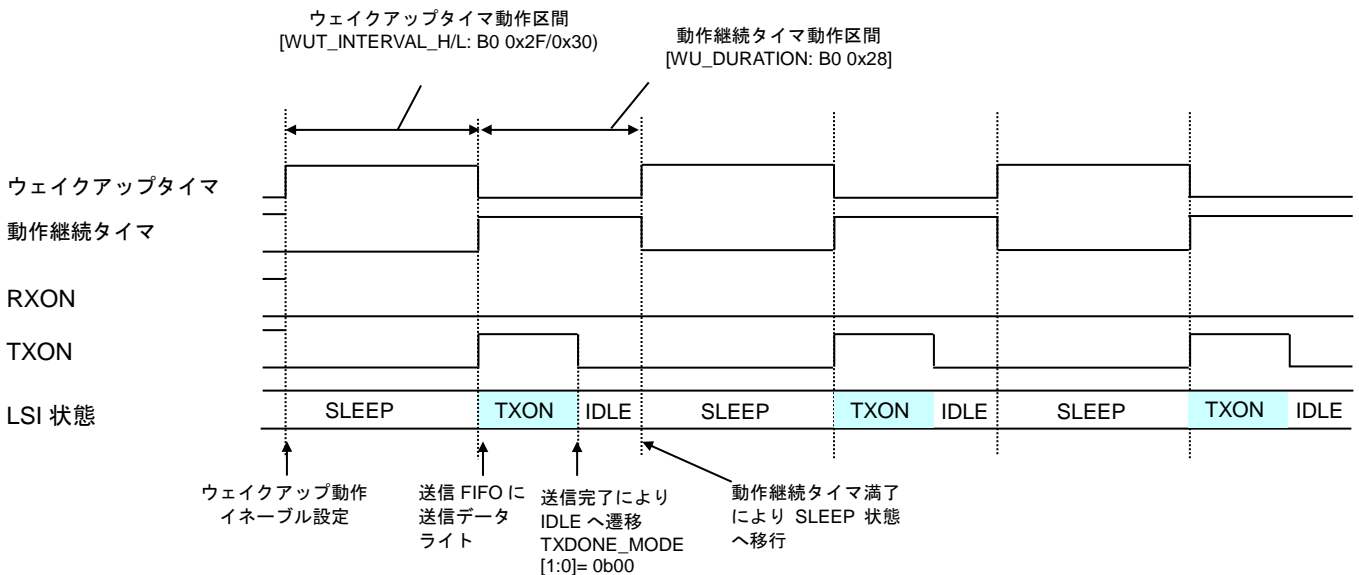 ウェイクアップタイマ動作区間
[WUT_INTERVAL_H/L: B0 0x2F/0x30)
動作継続タイマ動作区間
[WU_DURATION: B0 0x28]
ウェイクアップタイマ
動作継続タイマ
RXON
TXON
LSI 状態
SLEEP
TXON
IDLE
SLEEP
TXON
IDLE
SLEEP
TXON
IDLE
ウェイクアップ動作
イネーブル設定
送信 FIFO に
送信データ
ライト
送信完了により
IDLE へ遷移
TXDONE_MODE
[1:0]= 0b00
動作継続タイマ満了
により SLEEP 状態
へ移行